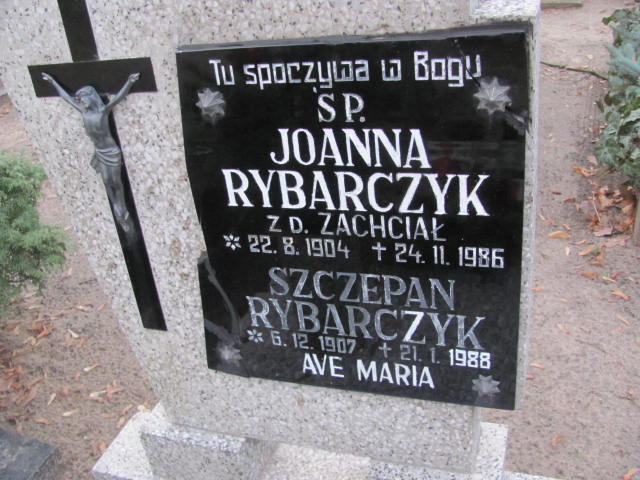 Tu spoczywa w Bogu
ŚP.
JOANNA
RYBARCZYK
Z D. ZACHCIAŁ
* 22.8.1904 + 24.11.1986
SZCZEPAN
RYBARCZYK
* 6.12.1907 + 21.1.1988
AVE MARIA